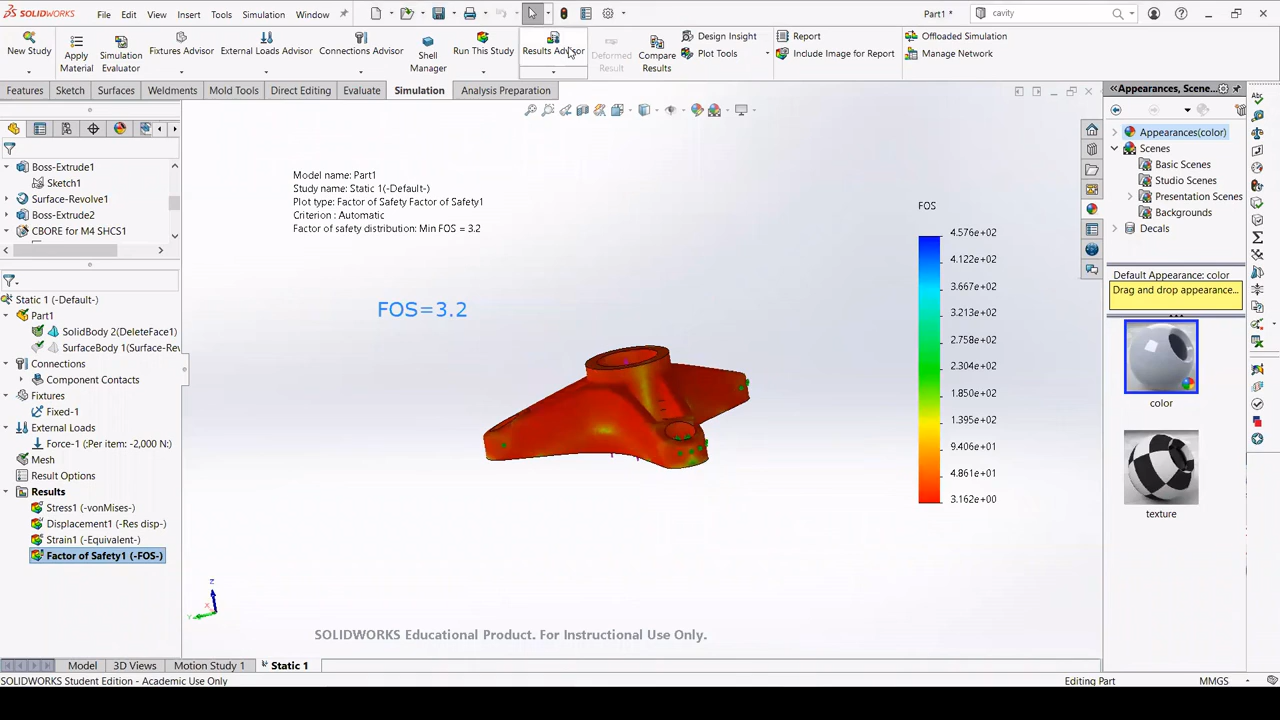 SOLIDWORKS
File
Edit
View
Insert
Tools
Simulation
Window
Part1 *
cavity
New Study
Apply Material
Simulation Evaluator
Fixtures Advisor
External Loads Advisor
Connections Advisor
Shell Manager
Run This Study
Results Advisor
Deformed Result
Compare Results
Design Insight
Plot Tools
Report
Include Image for Report
Offloaded Simulation
Manage Network
Features
Sketch
Surfaces
Weldments
Mold Tools
Direct Editing
Evaluate
Simulation
Analysis Preparation
Boss-Extrude1
Sketch1
Surface-Revolve1
Boss-Extrude2
CBORE for M4 SHCS1
Static 1 (-Default-)
Part1
SolidBody 2(DeleteFace1)
SurfaceBody 1(Surface-Rev
Connections
Component Contacts
Fixtures
Fixed-1
External Loads
Force-1 (:Per item: -2,000 N:)
Mesh
Result Options
Results
Stress1 (-vonMises-)
Displacement1 (-Res disp-)
Strain1 (-Equivalent-)
Factor of Safety1 (-FOS-)
Model name: Part1
Study name: Static 1(-Default-)
Plot type: Factor of Safety Factor of Safety1
Criterion : Automatic
Factor of safety distribution: Min FOS = 3.2
FOS=3.2
FOS
4.576e+02
4.122e+02
3.667e+02
3.213e+02
2.758e+02
2.304e+02
1.850e+02
1.395e+02
9.406e+01
4.861e+01
3.162e+00
Z
X
Y
SOLIDWORKS Educational Product. For Instructional Use Only.
Appearances, Scene...
Appearances(color)
Scenes
Basic Scenes
Studio Scenes
Presentation Scenes
Backgrounds
Decals
Default Appearance: color
Drag and drop appearance...
color
texture
Model
3D Views
Motion Study 1
Static 1
SOLIDWORKS Student Edition - Academic Use Only
Editing Part
MMGS